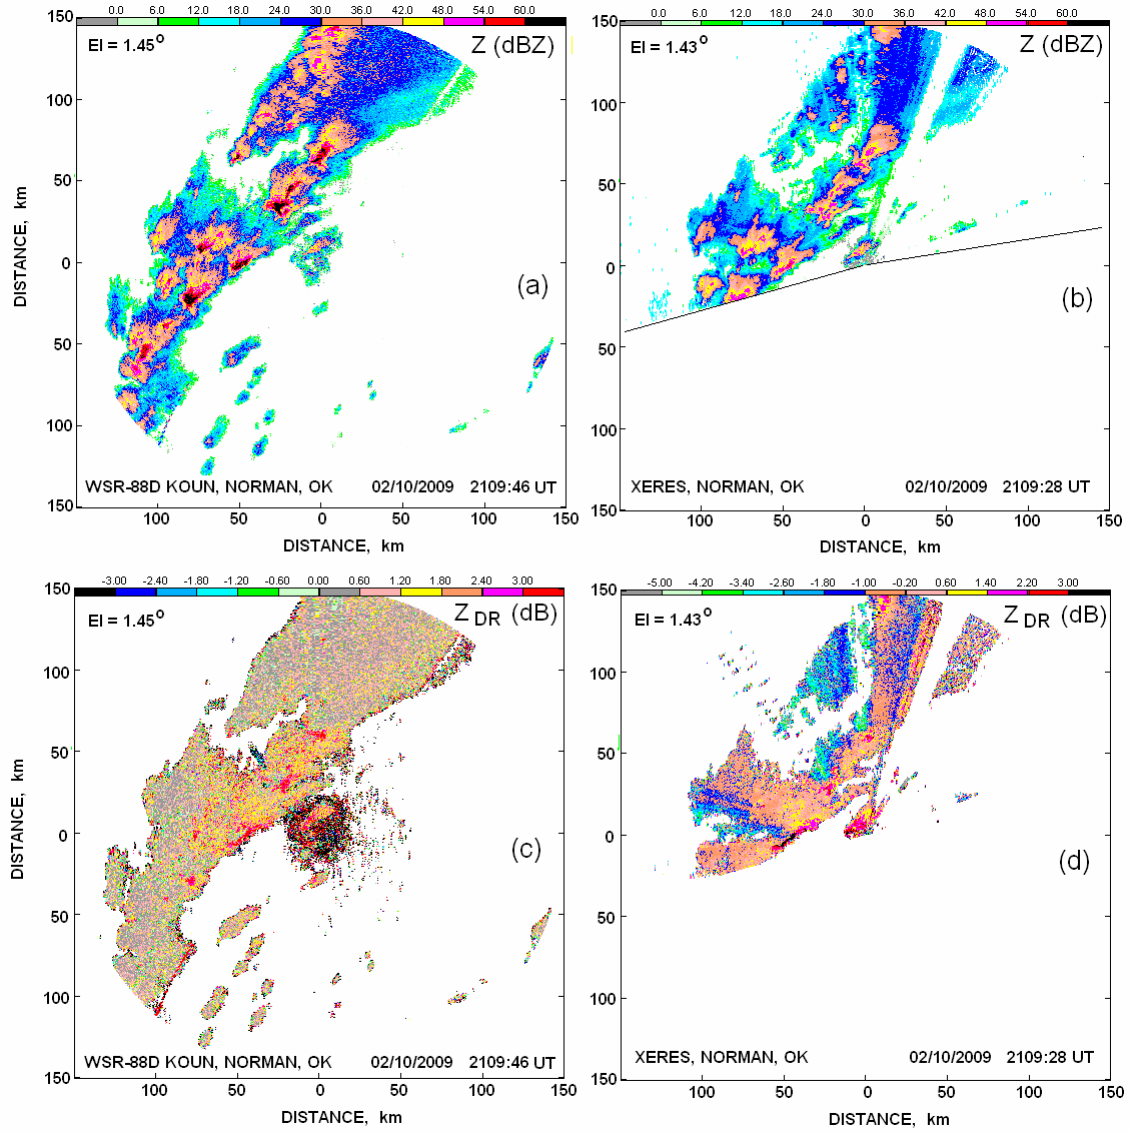 0.0 6.0 12.0 18.0 24.0 30.0 36.0 42.0 48.0 54.0 60.0
150
El = 1.45o
Z (dBZ)
100
50
0
50
100
150
DISTANCE, km
(a)
WSR-88D KOUN, NORMAN, OK 02/10/2009 2109:46 UT
100 50 0 50 100 150
DISTANCE, km
0.0 6.0 12.0 18.0 24.0 30.0 36.0 42.0 48.0 54.0 60.0
150
El = 1.43o
Z (dBZ)
100
50
0
50
100
150
(b)
XERES, NORMAN, OK 02/10/2009 2109:28 UT
100 50 0 50 100 150
DISTANCE, km
-3.00 -2.40 -1.80 -1.20 -0.60 0.00 0.60 1.20 1.80 2.40 3.00
150
El = 1.45o
Z DR (dB)
100
50
0
50
100
150
DISTANCE, km
(c)
WSR-88D KOUN, NORMAN, OK 02/10/2009 2109:46 UT
100 50 0 50 100 150
DISTANCE, km
-5.00 -4.20 -3.40 -2.60 -1.80 -1.00 -0.20 0.60 1.40 2.20 3.00
150
El = 1.43o
Z DR (dB)
100
50
0
50
100
150
(d)
XERES, NORMAN, OK 02/10/2009 2109:28 UT
100 50 0 50 100 150
DISTANCE, km